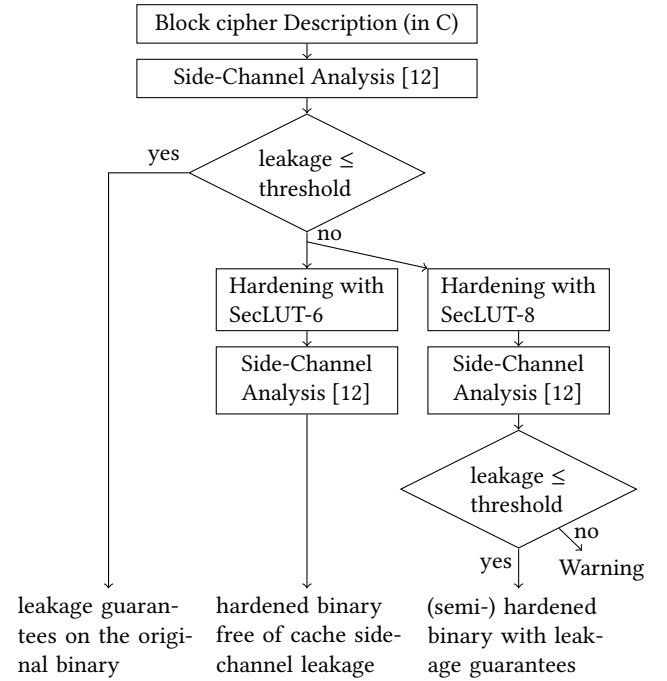 Block cipher Description (in C)
Side-Channel Analysis [12]
yes
leakage ≤
threshold
no
Hardening with
SecLUT-6
Hardening with
SecLUT-8
Side-Channel
Analysis [12]
Side-Channel
Analysis [12]
leakage ≤
threshold
no
yes
Warning
leakage guaran-
tees on the origi-
nal binary
hardened binary
free of cache side-
channel leakage
(semi-) hardened
binary with leak-
age guarantees